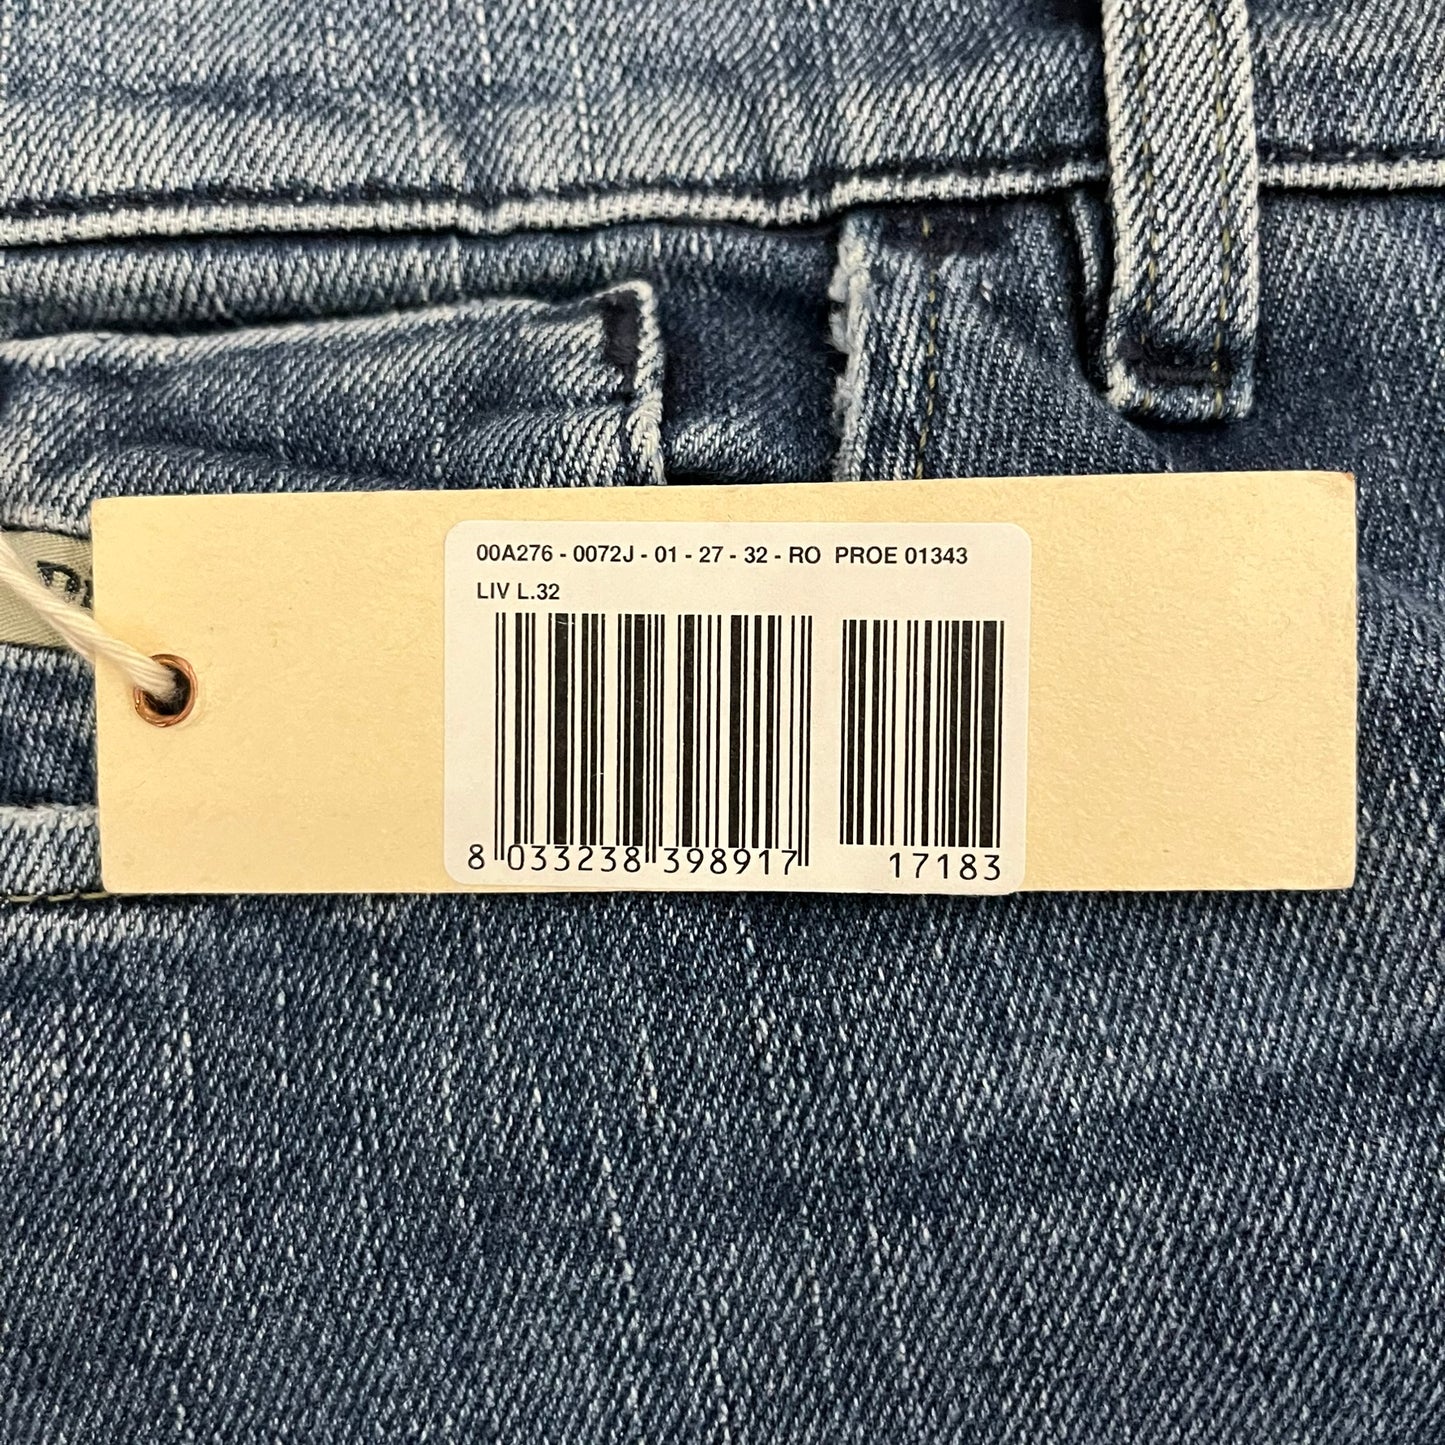 00A276 - 0072J - 01 - 27 - 32 - RO PROE 01343
LIV L.32
8 033238 398917
17183